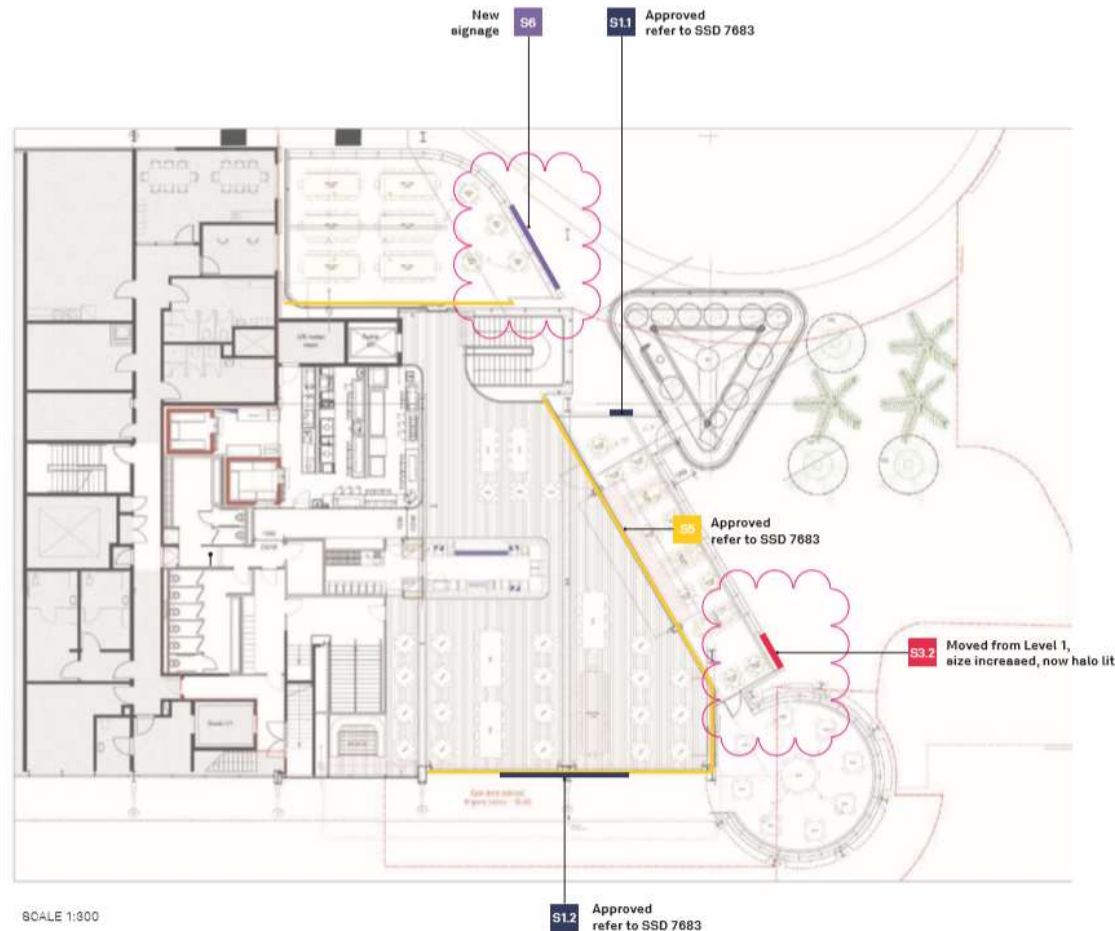 New
signage
S6
S1.1
Approved
refer to SSD 7683
S5
Approved
refer to SSD 7683
S3.2
Moved from Level 1,
size increased, now halo lit
SCALE 1:300
S1.2
Approved
refer to SSD 7683